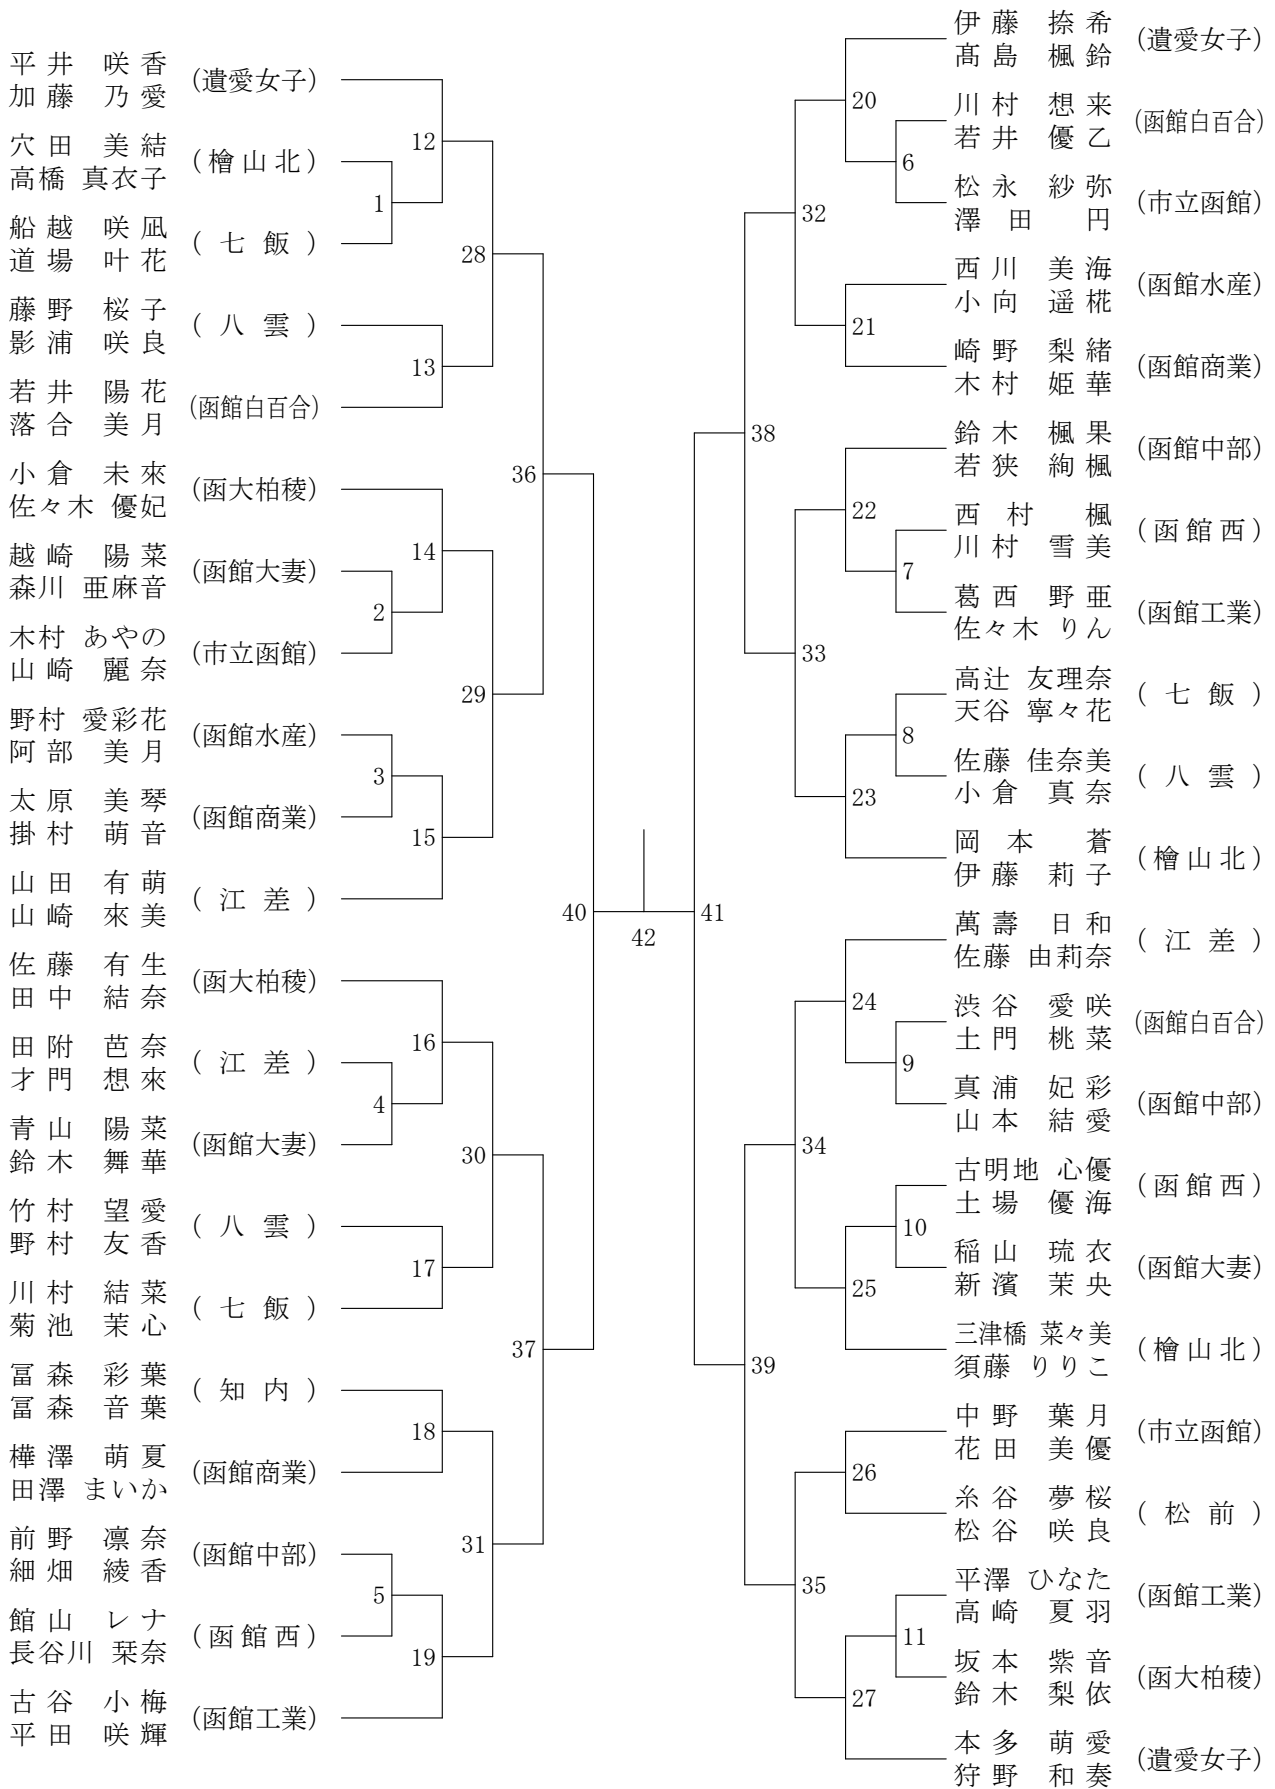 平井 咲香
加藤 乃愛
(遺愛女子)
穴田 美結
高橋 真衣子
(檜山北)
船越 咲凪
道場 叶花
(七飯)
藤野 桜子
影浦 咲良
(八雲)
若井 陽花
落合 美月
(函館白百合)
小倉 未來
佐々木 優妃
(函大柏稜)
越崎 陽菜
森川 亜麻音
(函館大妻)
木村 あやの
山崎 麗奈
(市立函館)
野村 愛彩花
阿部 美月
(函館水産)
太原 美琴
掛村 萌音
(函館商業)
山田 有萌
山崎 來美
(江差)
佐藤 有生
田中 結奈
(函大柏稜)
田附 芭奈
才門 想來
(江差)
青山 陽菜
鈴木 舞華
(函館大妻)
竹村 望愛
野村 友香
(八雲)
川村 結菜
菊池 茉心
(七飯)
冨森 彩葉
冨森 音葉
(知内)
樺澤 萌夏
田澤 まいか
(函館商業)
前野 凛奈
細畑 綾香
(函館中部)
館山 レナ
長谷川 栞奈
(函館西)
古谷 小梅
平田 咲輝
(函館工業)
1
2
3
4
5
12
13
14
15
16
17
18
19
28
29
30
31
36
37
40
42
41
38
39
32
33
34
35
20
21
22
23
24
25
26
27
6
7
8
9
10
11
伊藤 捺希
髙島 楓鈴
(遺愛女子)
川村 想来
若井 優乙
(函館白百合)
松永 紗弥
澤田 円
(市立函館)
西川 美海
小向 遥椛
(函館水産)
崎野 梨緒
木村 姫華
(函館商業)
鈴木 楓果
若狭 絢楓
(函館中部)
西村 楓
川村 雪美
(函館西)
葛西 野亜
佐々木 りん
(函館工業)
高辻 友理奈
天谷 寧々花
(七飯)
佐藤 佳奈美
小倉 真奈
(八雲)
岡本 蒼
伊藤 莉子
(檜山北)
萬壽 日和
佐藤 由莉奈
(江差)
渋谷 愛咲
土門 桃菜
(函館白百合)
真浦 妃彩
山本 結愛
(函館中部)
古明地 心優
土場 優海
(函館西)
稲山 琉衣
新濱 茉央
(函館大妻)
三津橋 菜々美
須藤 りりこ
(檜山北)
中野 葉月
花田 美優
(市立函館)
糸谷 夢桜
松谷 咲良
(松前)
平澤 ひなた
高崎 夏羽
(函館工業)
坂本 紫音
鈴木 梨依
(函大柏稜)
本多 萌愛
狩野 和奏
(遺愛女子)